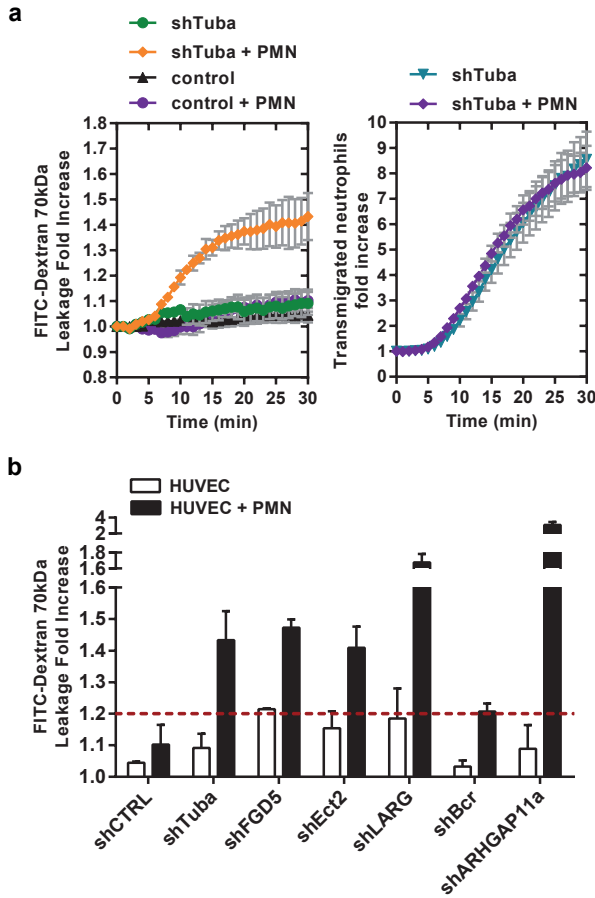 a
shTuba
shTuba + PMN
control
control + PMN
FITC-Dextran 70kDa
Leakage Fold Increase
1.8
1.7
1.6
1.5
1.4
1.3
1.2
1.1
1.0
0.9
0.8
0 5 10 15 20 25 30
Time (min)
shTuba
shTuba + PMN
Transmigrated neutrophils
fold increase
10
9
8
7
6
5
4
3
2
1
0
0 5 10 15 20 25 30
Time (min)
b
HUVEC
HUVEC + PMN
FITC-Dextran 70kDa
Leakage Fold Increase
4
2
1.8
1.6
1.6
1.5
1.4
1.3
1.2
1.1
1.0
shCTRL
shTuba
shFGD5
shEct2
shLARG
shBcr
shARHGAP11a